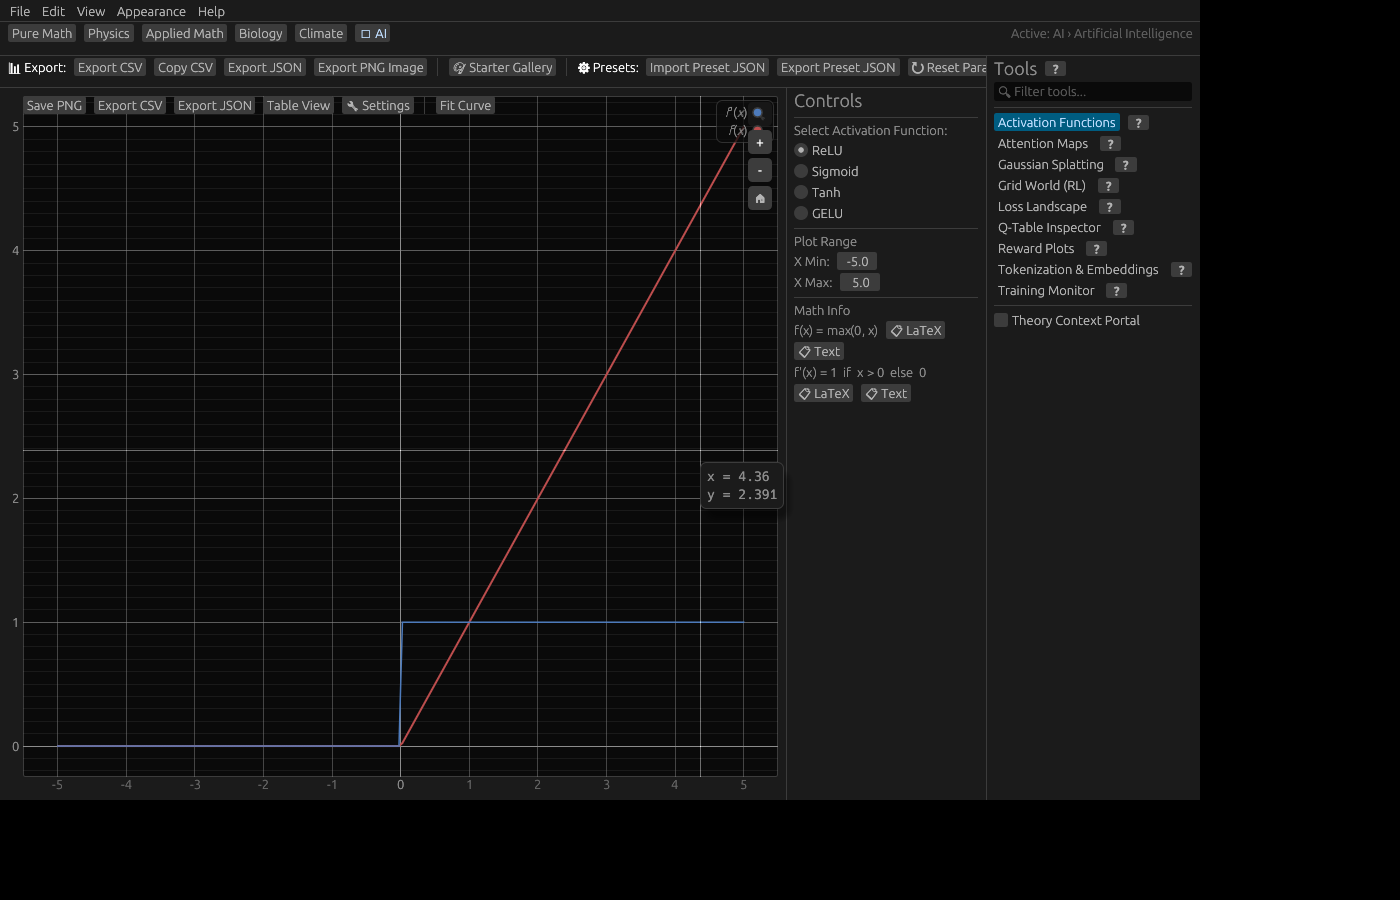 File Edit View Appearance Help
Pure Math Physics Applied Math Biology Climate AI Active: AI › Artificial Intelligence
Export: Export CSV Copy CSV Export JSON Export PNG Image Starter Gallery Presets: Import Preset JSON Export Preset JSON Reset Para
Save PNG Export CSV Export JSON Table View Settings Fit Curve
f'(x)
f(x)
+
-
5
4
3
2
1
0
x = 4.36
y = 2.391
-5 -4 -3 -2 -1 0 1 2 3 4 5
Controls
Select Activation Function:
ReLU
Sigmoid
Tanh
GELU
Plot Range
X Min: -5.0
X Max: 5.0
Math Info
f(x) = max(0, x) LaTeX
Text
f'(x) = 1 if x > 0 else 0
LaTeX Text
Tools ?
Filter tools...
Activation Functions ?
Attention Maps ?
Gaussian Splatting ?
Grid World (RL) ?
Loss Landscape ?
Q-Table Inspector ?
Reward Plots ?
Tokenization & Embeddings ?
Training Monitor ?
Theory Context Portal